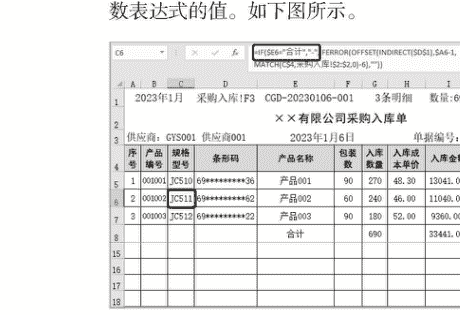 数表达式的值。如下图所示。
C6 fx =IF($E6="合计","-",IFERROR(OFFSET(INDIRECT($D$1),$A6-1,
MATCH(C$4,采购入库!$2:$2,0)-6),""))
A B C D E F G H I
1 2023年1月 采购入库!F3 CGD-20230106-001 3条明细 数量:69
2 ××有限公司采购入库单
3 供应商: GYS001 供应商001 2023年1月6日 单据编号:
4 序号 产品编号 规格型号 条形码 产品名称 包装数 入库数量 入库成本单价 入库金额
5 1 001001 JC510 69*********36 产品001 90 270 48.30 13041.0
6 2 001002 JC511 69*********62 产品002 60 240 46.00 11040.0
7 3 001003 JC512 69*********22 产品003 90 180 52.00 9360.0
8 合计 690 33441.0
15
16
17
18